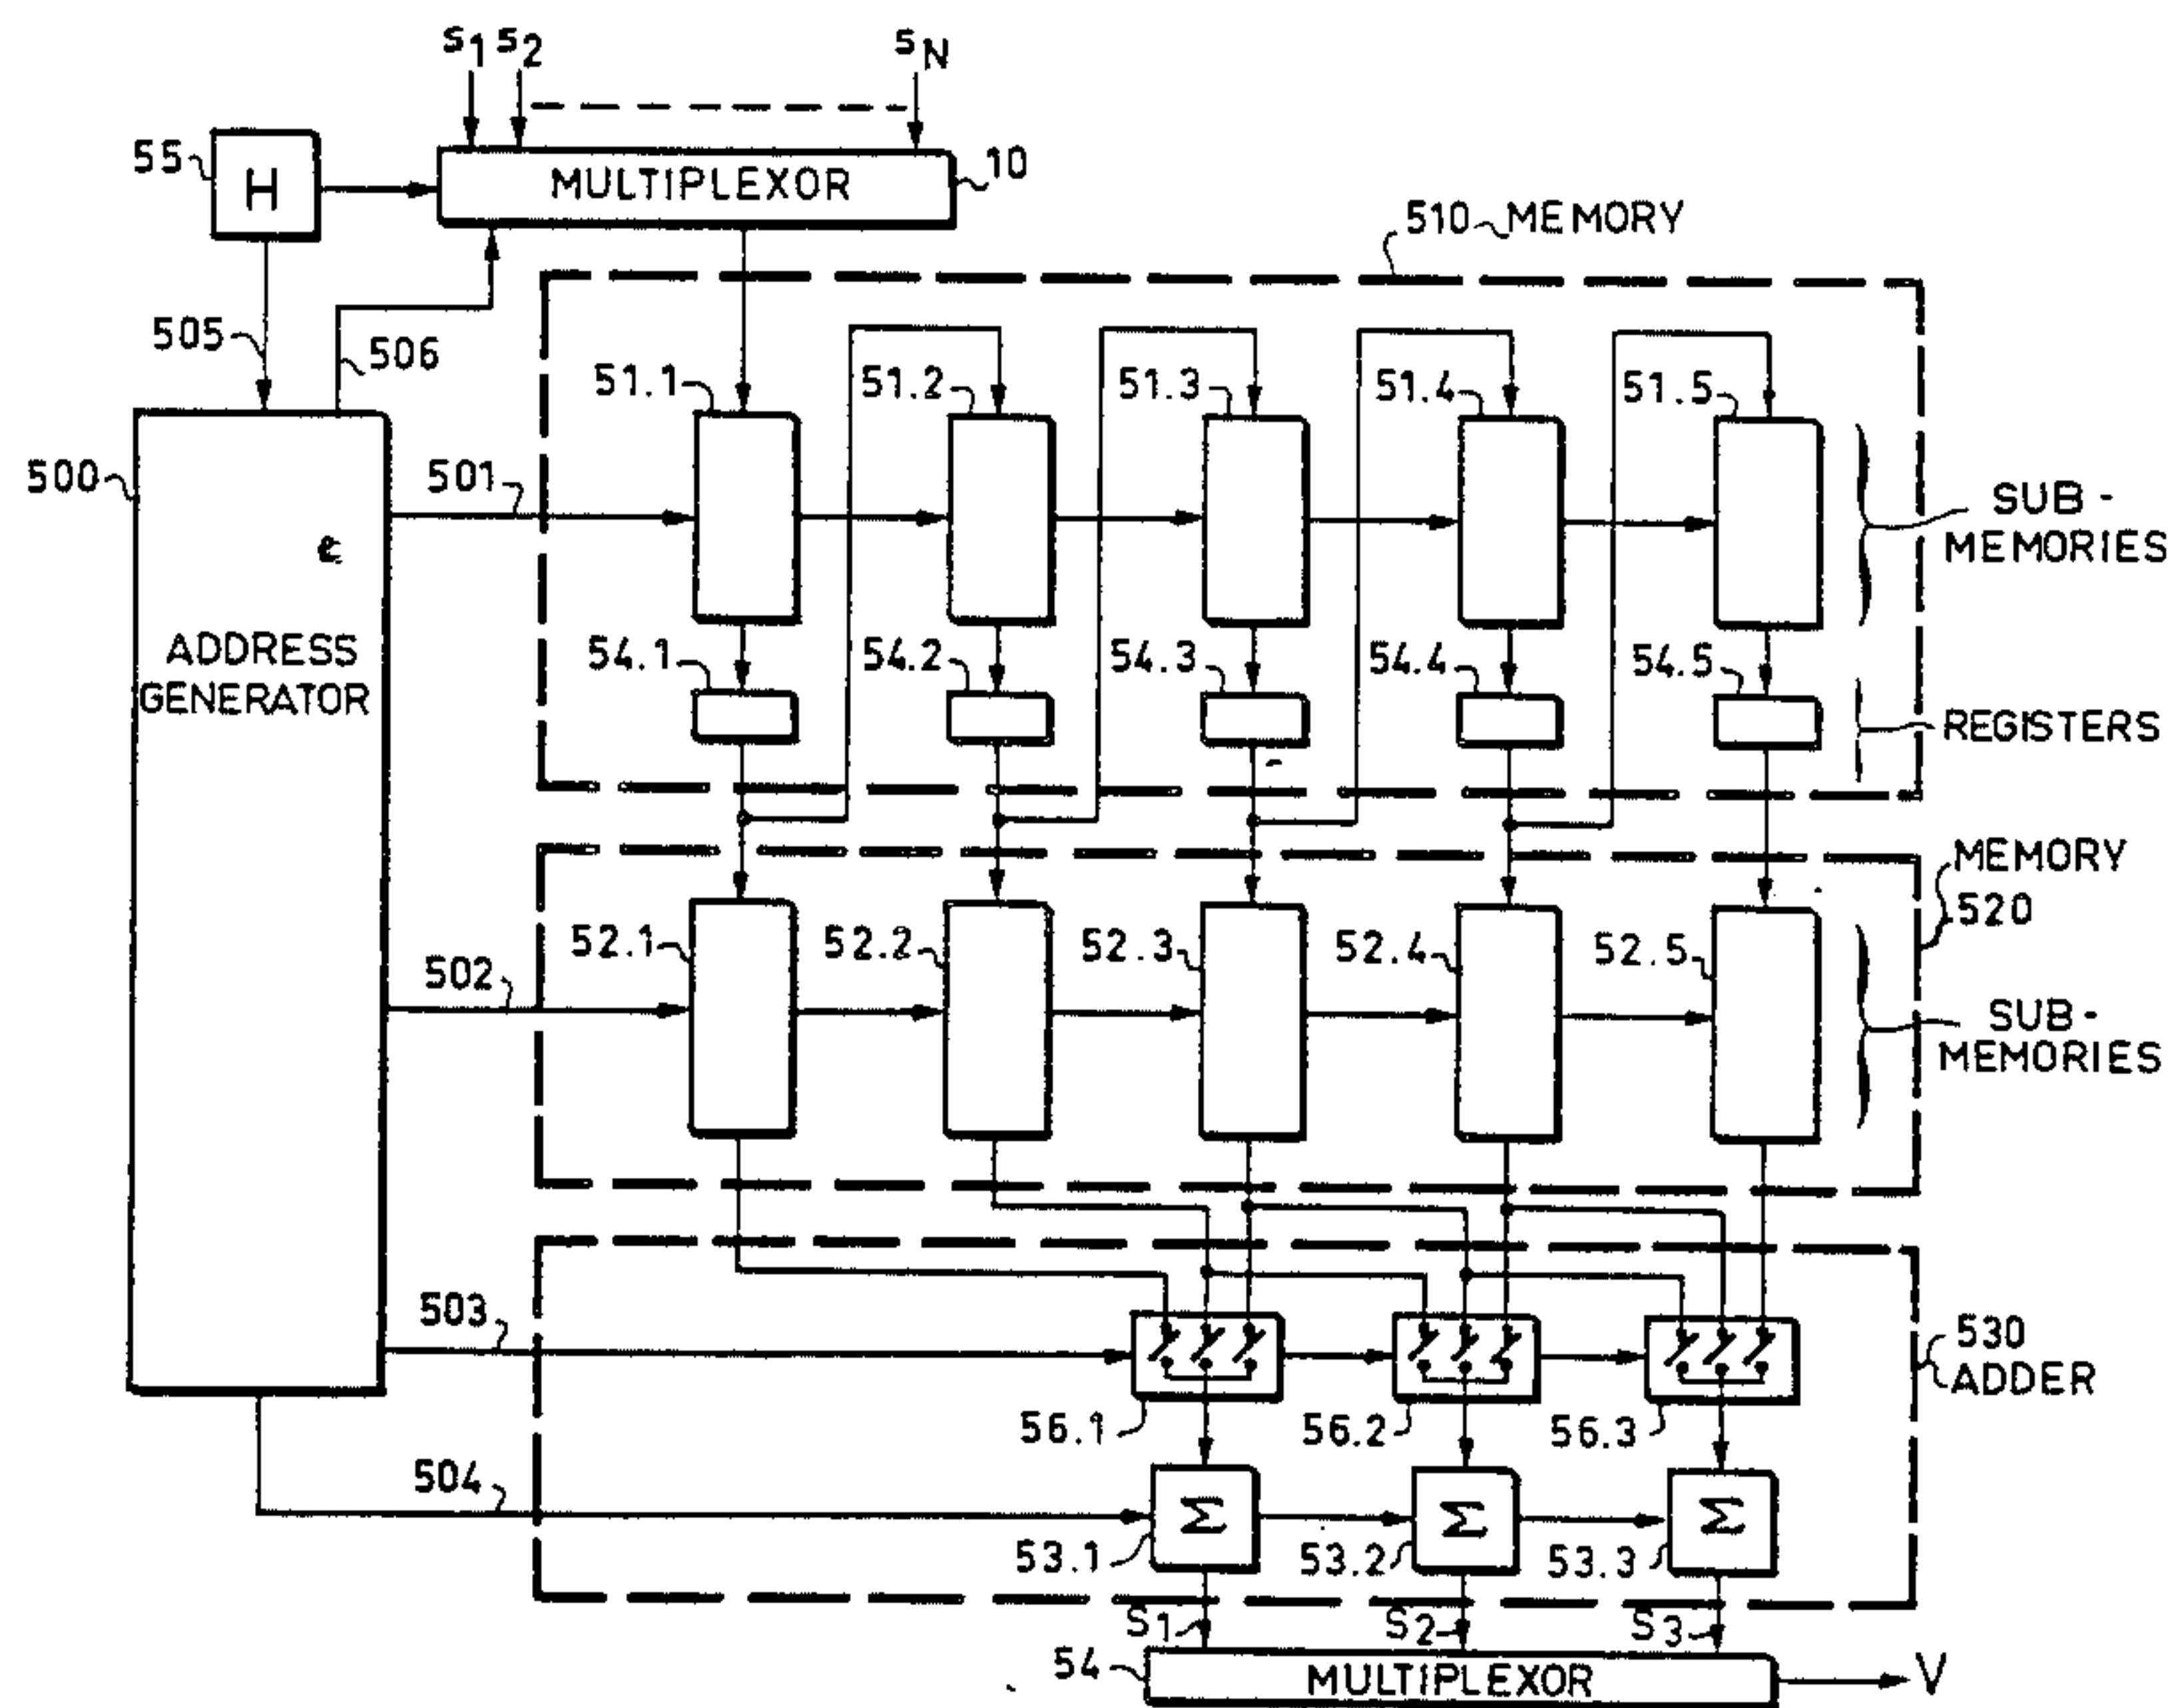 s1 s2 sN
55
H
MULTIPLEXOR
10
510 MEMORY
505
506
51.1
51.2
51.3
51.4
51.5
500
501
e
SUB-
MEMORIES
ADDRESS
GENERATOR
54.1
54.2
54.3
54.4
54.5
REGISTERS
MEMORY
520
52.1
52.2
52.3
52.4
52.5
502
SUB-
MEMORIES
503
530
ADDER
56.1
56.2
56.3
504
Σ
Σ
Σ
53.1
53.2
53.3
S1
S2
S3
54
MULTIPLEXOR
V